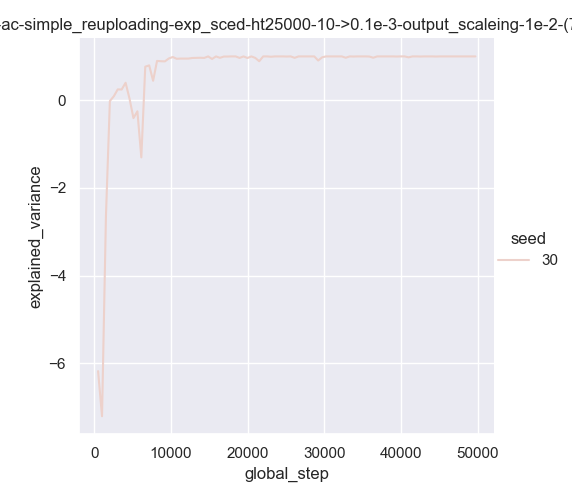 -ac-simple_reuploading-exp_sced-ht25000-10->0.1e-3-output_scaleing-1e-2-(7
0
−2
−4
−6
explained_variance
0
10000
20000
30000
40000
50000
global_step
seed
30